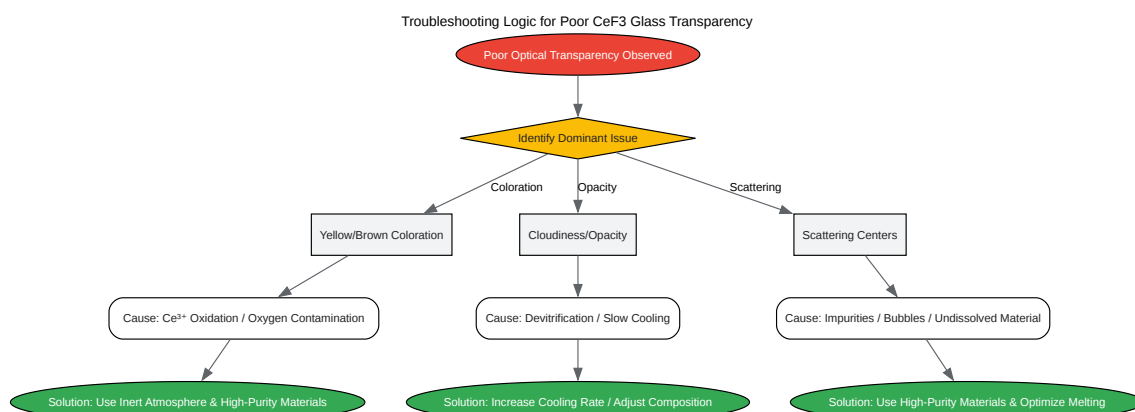 Troubleshooting Logic for Poor CeF3 Glass Transparency
Poor Optical Transparency Observed
Identify Dominant Issue
Coloration
Opacity
Scattering
Yellow/Brown Coloration
Cloudiness/Opacity
Scattering Centers
Cause: Ce³⁺ Oxidation / Oxygen Contamination
Cause: Devitrification / Slow Cooling
Cause: Impurities / Bubbles / Undissolved Material
Solution: Use Inert Atmosphere & High-Purity Materials
Solution: Increase Cooling Rate / Adjust Composition
Solution: Use High-Purity Materials & Optimize Melting